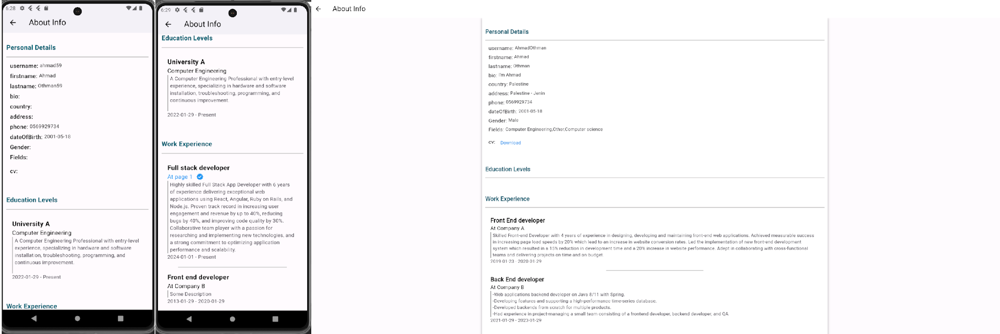 6:28
About Info
Personal Details
username: ahmad59
firstname: Ahmad
lastname: Othman59
bio:
country:
address:
phone: 0569929734
dateOfBirth: 2001-05-18
Gender:
Fields:
cv:
Education Levels
University A
Computer Engineering
A Computer Engineering Professional with entry-level
experience, specializing in hardware and software
installation, troubleshooting, programming, and
continuous improvement.
2022-01-29 - Present
Work Experience
6:29
About Info
Education Levels
University A
Computer Engineering
A Computer Engineering Professional with entry-level
experience, specializing in hardware and software
installation, troubleshooting, programming, and
continuous improvement.
2022-01-29 - Present
Work Experience
Full stack developer
At page 1
Highly skilled Full Stack App Developer with 6 years
of experience delivering exceptional web
applications using React, Angular, Ruby on Rails, and
Node.js. Proven track record in increasing user
engagement and revenue by up to 40%, reducing
bugs by 40%, and improving code quality by 30%.
Collaborative team player with a passion for
researching and implementing new technologies, and
a strong commitment to optimizing application
performance and scalability.
2024-01-01 - Present
Front end developer
At Company B
Some Description
2013-01-29 - 2020-01-29
About Info
Personal Details
username: AhmadOthman
firstname: Ahmad
lastname: Othman
bio: I'm Ahmad
country: Palestine
address: Palestine - Jenin
phone: 0569929734
dateOfBirth: 2001-05-18
Gender: Male
Fields: Computer Engineering,Other,Computer science
cv: Download
Education Levels
Work Experience
Front End developer
At Company A
Skilled Front-end Developer with 4 years of experience in designing, developing and maintaining front-end web applications. Achieved measurable success
in increasing page load speeds by 20% which lead to an increase in website conversion rates. Led the implementation of new front-end development
system which resulted in a 15% reduction in development time and a 20% increase in website performance. Adept in collaborating with cross-functional
teams and delivering projects on-time and on-budget.
2019-01-23 - 2020-01-29
Back End developer
At Company B
-Web applications backend developer on Java 8/11 with Spring.
-Developing features and supporting a high-performance time-series database.
-Developed backends from scratch for multiple products.
-Had experience in project-managing a small team consisting of a frontend developer, backend developer, and QA
2021-01-29 - 2023-01-29